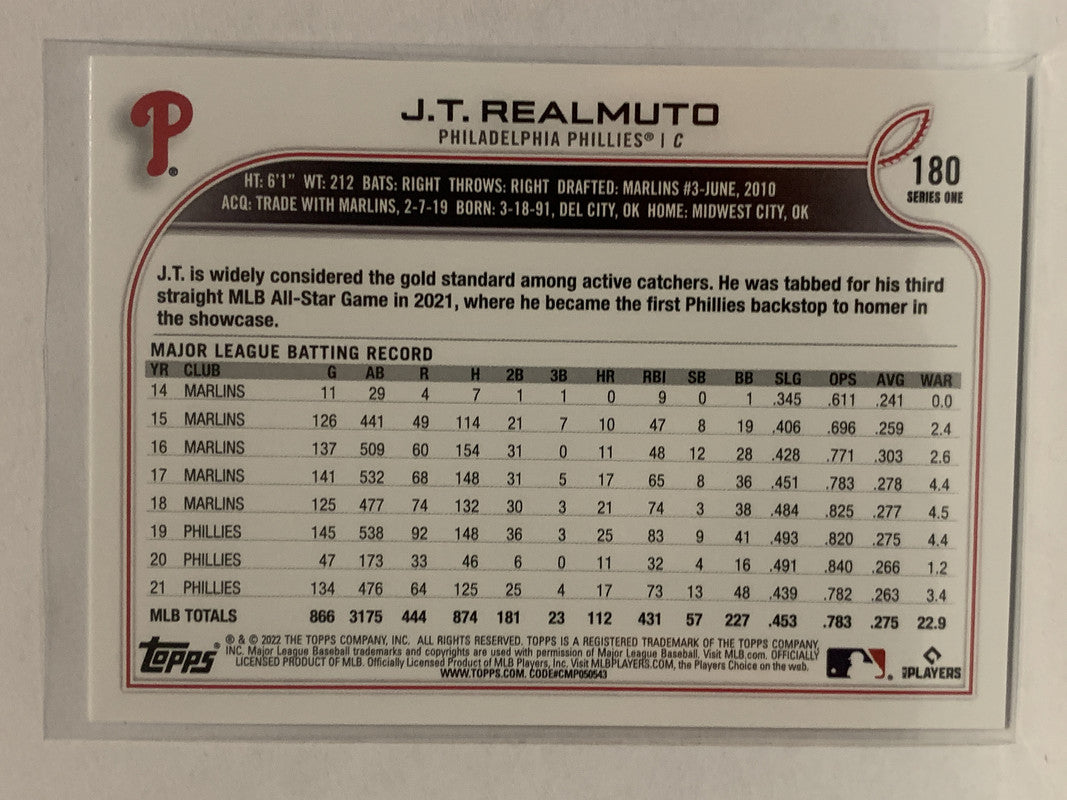 J.T. REALMUTO
PHILADELPHIA PHILLIES® | C
P®
180
SERIES ONE
HT: 6'1" WT: 212 BATS: RIGHT THROWS: RIGHT DRAFTED: MARLINS #3-JUNE, 2010
ACQ: TRADE WITH MARLINS, 2-7-19 BORN: 3-18-91, DEL CITY, OK HOME: MIDWEST CITY, OK
J.T. is widely considered the gold standard among active catchers. He was tabbed for his third
straight MLB All-Star Game in 2021, where he became the first Phillies backstop to homer in
the showcase.
MAJOR LEAGUE BATTING RECORD
YR CLUB G AB R H 2B 3B HR RBI SB BB SLG OPS AVG WAR
14 MARLINS 11 29 4 7 1 1 0 9 0 1 .345 .611 .241 0.0
15 MARLINS 126 441 49 114 21 7 10 47 8 19 .406 .696 .259 2.4
16 MARLINS 137 509 60 154 31 0 11 48 12 28 .428 .771 .303 2.6
17 MARLINS 141 532 68 148 31 5 17 65 8 36 .451 .783 .278 4.4
18 MARLINS 125 477 74 132 30 3 21 74 3 38 .484 .825 .277 4.5
19 PHILLIES 145 538 92 148 36 3 25 83 9 41 .493 .820 .275 4.4
20 PHILLIES 47 173 33 46 6 0 11 32 4 16 .491 .840 .266 1.2
21 PHILLIES 134 476 64 125 25 4 17 73 13 48 .439 .782 .263 3.4
MLB TOTALS 866 3175 444 874 181 23 112 431 57 227 .453 .783 .275 22.9
Topps®
® & © 2022 THE TOPPS COMPANY, INC. ALL RIGHTS RESERVED. TOPPS IS A REGISTERED TRADEMARK OF THE TOPPS COMPANY,
INC. Major League Baseball trademarks and copyrights are used with permission of Major League Baseball. Visit MLB.com. OFFICIALLY
LICENSED PRODUCT OF MLB. Officially Licensed Product of MLB Players, Inc. Visit MLBPLAYERS.COM, the Players Choice on the web.
WWW.TOPPS.COM. CODE#CMP050543
MLB PLAYERS